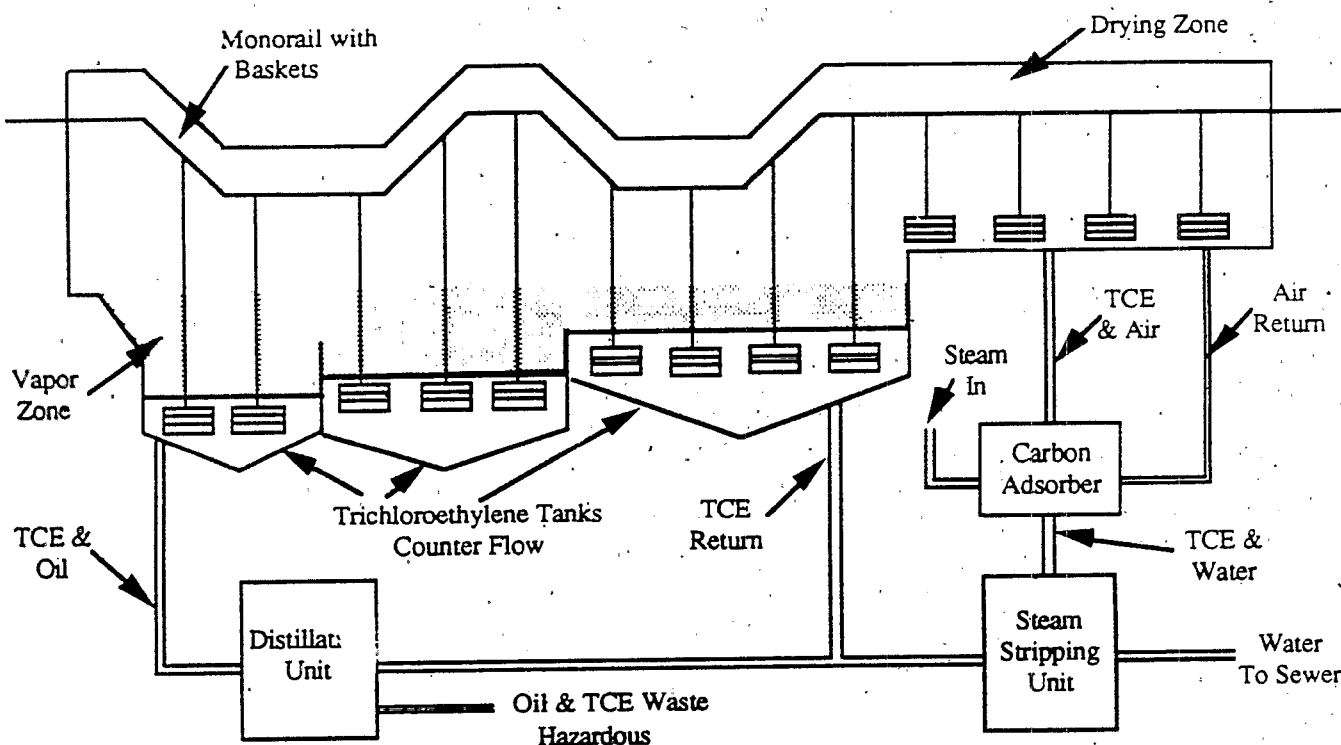 Monorail with
Baskets
Drying Zone
Vapor
Zone
TCE
& Air
Air
Return
Steam
In
Carbon
Adsorber
Trichloroethylene Tanks
Counter Flow
TCE
Return
TCE &
Oil
TCE &
Water
Distillat:
Unit
Steam
Stripping
Unit
Water
To Sewer
Oil & TCE Waste
Hazardous